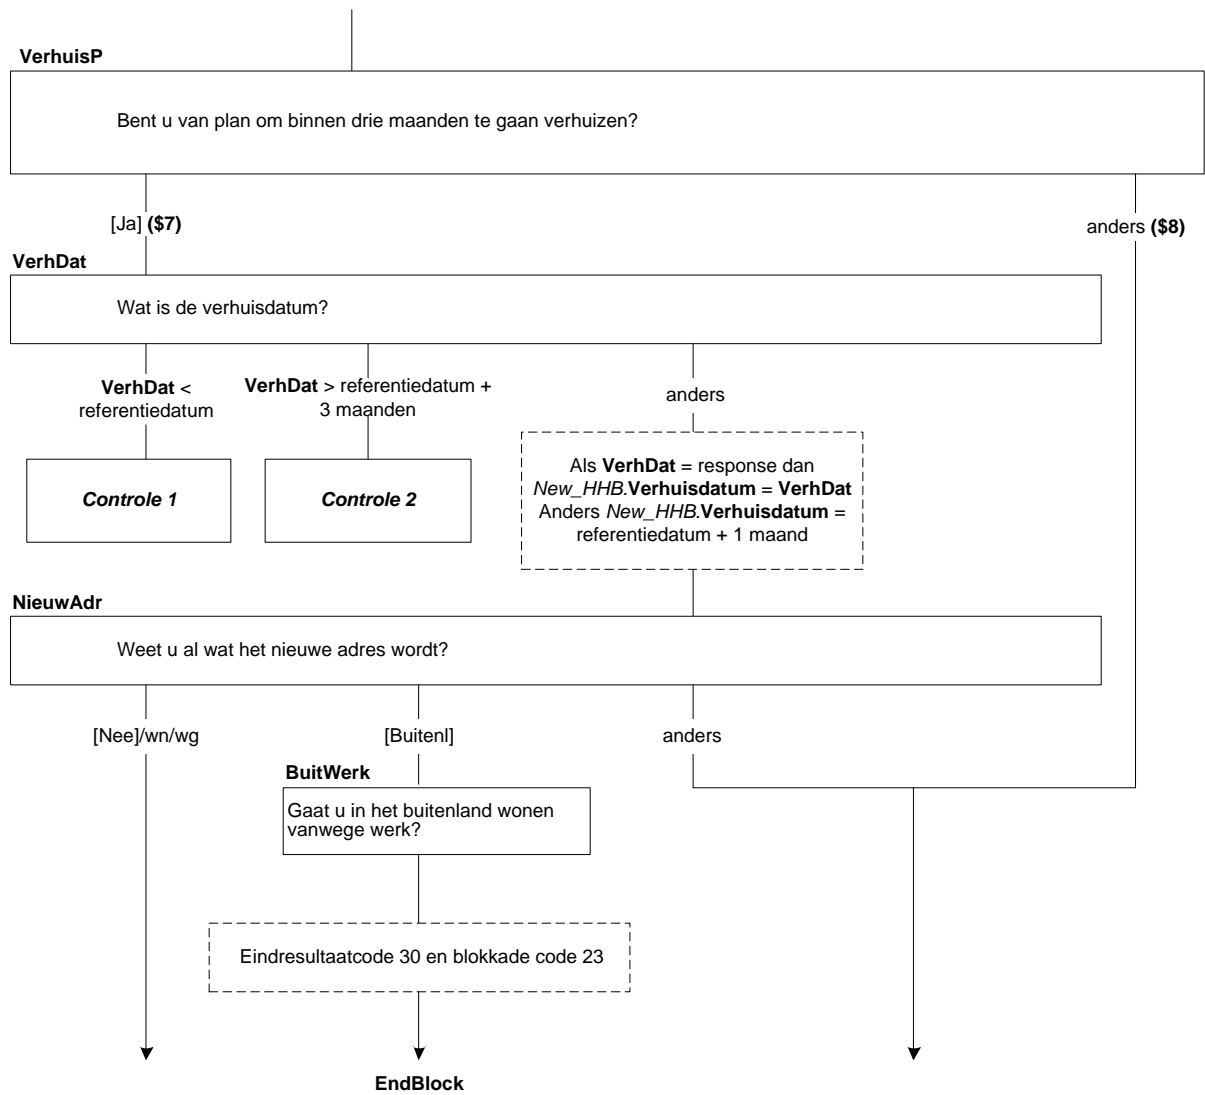 VerhuisP
Bent u van plan om binnen drie maanden te gaan verhuizen?
[Ja] ($7)
anders ($8)
VerhDat
Wat is de verhuisdatum?
VerhDat <
referentiedatum
VerhDat > referentiedatum +
3 maanden
anders
Controle 1
Controle 2
Als VerhDat = response dan
New_HHB.Verhuisdatum = VerhDat
Anders New_HHB.Verhuisdatum =
referentiedatum + 1 maand
NieuwAdr
Weet u al wat het nieuwe adres wordt?
[Nee]/wn/wg
[Buitenl]
anders
BuitWerk
Gaat u in het buitenland wonen
vanwege werk?
Eindresultaatcode 30 en blokkade code 23
EndBlock